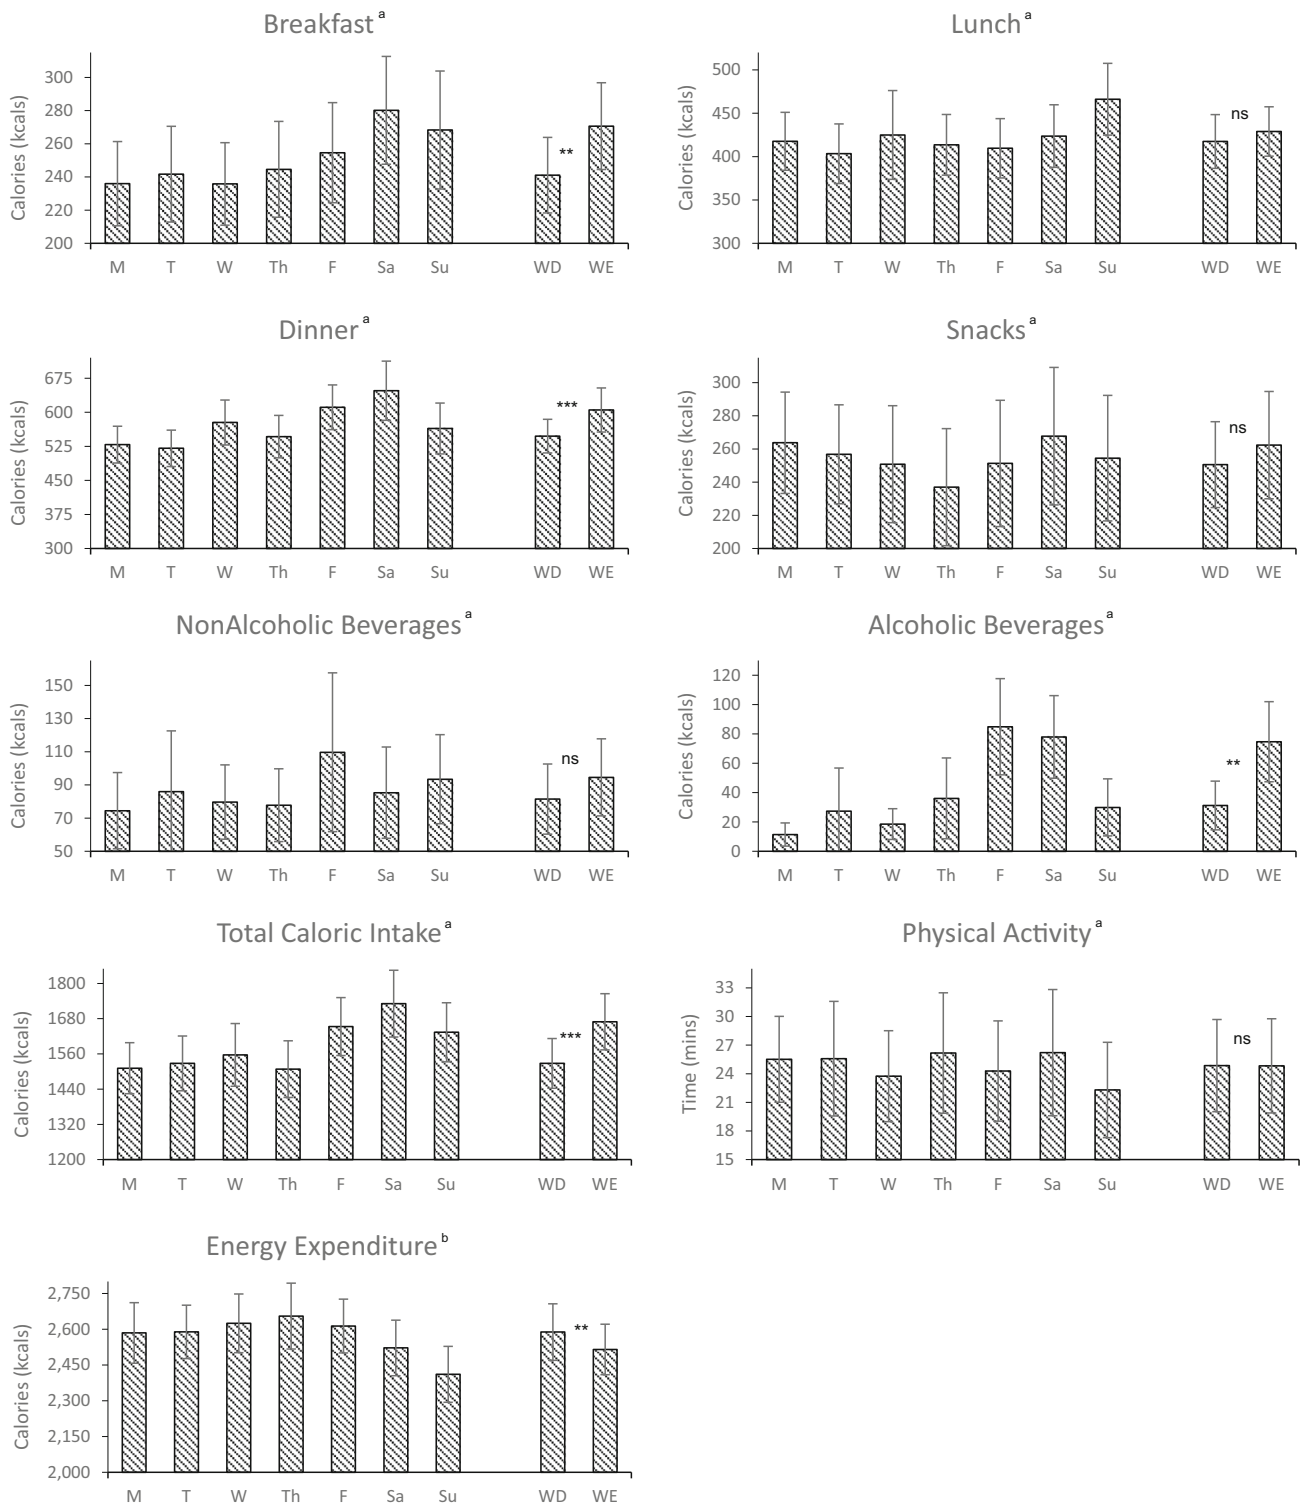 Breakfast a
Calories (kcals)
300
280
260
240
220
200
**
M T W Th F Sa Su WD WE
Lunch a
Calories (kcals)
500
450
400
350
300
ns
M T W Th F Sa Su WD WE
Dinner a
Calories (kcals)
675
600
525
450
375
300
***
M T W Th F Sa Su WD WE
Snacks a
Calories (kcals)
300
280
260
240
220
200
ns
M T W Th F Sa Su WD WE
NonAlcoholic Beverages a
Calories (kcals)
150
130
110
90
70
50
ns
M T W Th F Sa Su WD WE
Alcoholic Beverages a
Calories (kcals)
120
100
80
60
40
20
0
**
M T W Th F Sa Su WD WE
Total Caloric Intake a
Calories (kcals)
1800
1680
1560
1440
1320
1200
***
M T W Th F Sa Su WD WE
Physical Activity a
Time (mins)
33
30
27
24
21
18
15
ns
M T W Th F Sa Su WD WE
Energy Expenditure b
Calories (kcals)
2,750
2,600
2,450
2,300
2,150
2,000
**
M T W Th F Sa Su WD WE